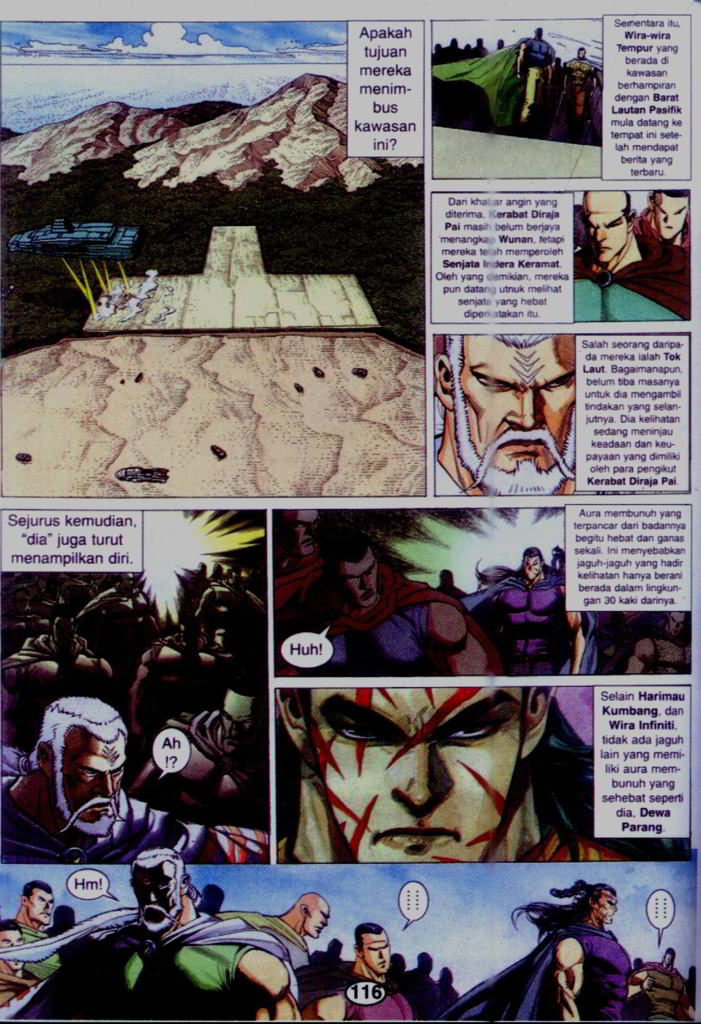 Apakah
tujuan
mereka
menim-
bus
kawasan
ini?
Sementara itu,
Wira-wira
Tempur yang
berada di
kawasan
berhampiran
dengan Barat
Lautan Pasifik
mula datang ke
tempat ini sete-
lah mendapat
berita yang
terbaru.
Dari khabar angin yang
diterima, Kerabat Diraja
Pai masih belum berjaya
menangkap Wunan, tetapi
mereka telah memperoleh
Senjata Indera Keramat.
Oleh yang demikian, mereka
pun datang utnuk melihat
senjata yang hebat
diperkatakan itu.
Salah seorang daripa-
da mereka ialah Tok
Laut. Bagaimanapun,
belum tiba masanya
untuk dia mengambil
tindakan yang selan-
jutnya. Dia kelihatan
sedang meninjau
keadaan dan keu-
payaan yang dimiliki
oleh para pengikut
Kerabat Diraja Pai.
Sejurus kemudian,
"dia" juga turut
menampilkan diri.
Ah
!?
Aura membunuh yang
terpancar dari badannya
begitu hebat dan ganas
sekali. Ini menyebabkan
jaguh-jaguh yang hadir
kelihatan hanya berani
berada dalam lingkun-
gan 30 kaki darinya.
Huh!
Selain Harimau
Kumbang, dan
Wira Infiniti,
tidak ada jaguh
lain yang memi-
liki aura mem-
bunuh yang
sehebat seperti
dia, Dewa
Parang.
Hm!
116